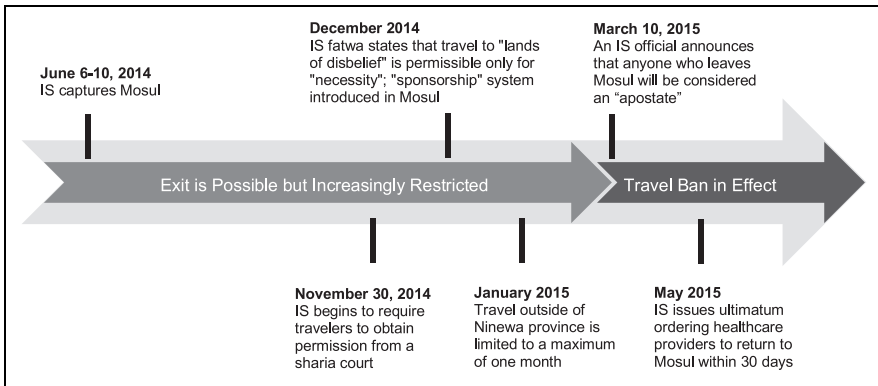 December 2014
IS fatwa states that travel to "lands
of disbelief" is permissible only for
"necessity"; "sponsorship" system
introduced in Mosul
March 10, 2015
An IS official announces
that anyone who leaves
Mosul will be considered
an “apostate”
June 6-10, 2014
IS captures Mosul
Exit is Possible but Increasingly Restricted
Travel Ban in Effect
November 30, 2014
IS begins to require
travelers to obtain
permission from a
sharia court
January 2015
Travel outside of
Ninewa province is
limited to a maximum
of one month
May 2015
IS issues ultimatum
ordering healthcare
providers to return to
Mosul within 30 days